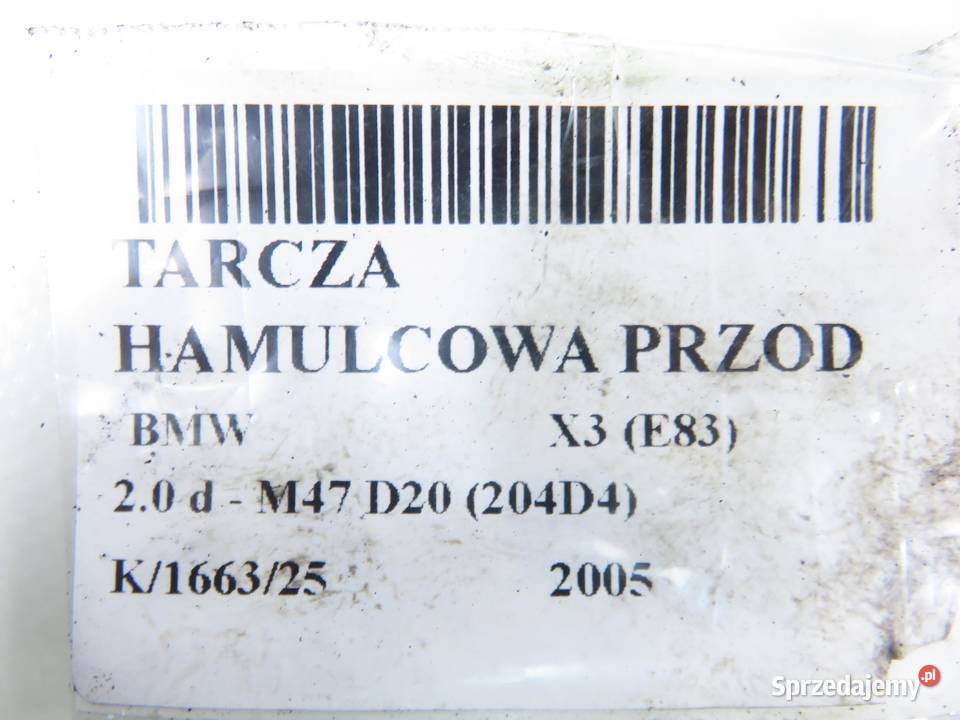 TARCZA
HAMULCOWA PRZOD
BMW X3 (E83)
2.0 d - M47 D20 (204D4)
K/1663/25 2005
Sprzedajemy.pl